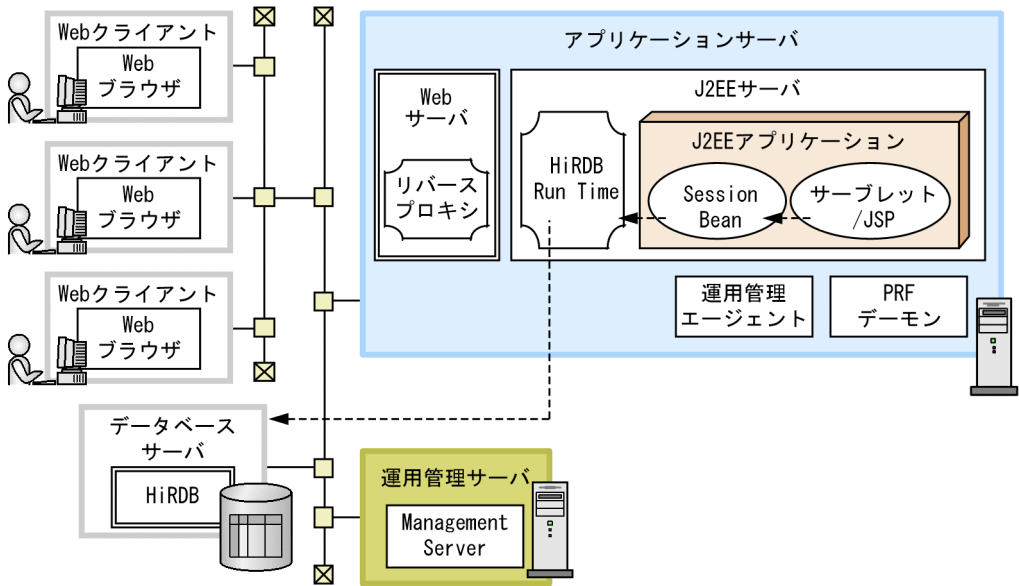 Webクライアント
Web
ブラウザ
Webクライアント
Web
ブラウザ
Webクライアント
Web
ブラウザ
アプリケーションサーバ
Web
サーバ
リバース
プロキシ
J2EEサーバ
HiRDB
Run Time
J2EEアプリケーション
Session
Bean
サーブレット
/JSP
運用管理
エージェント
PRF
デーモン
データベース
サーバ
HiRDB
運用管理サーバ
Management
Server